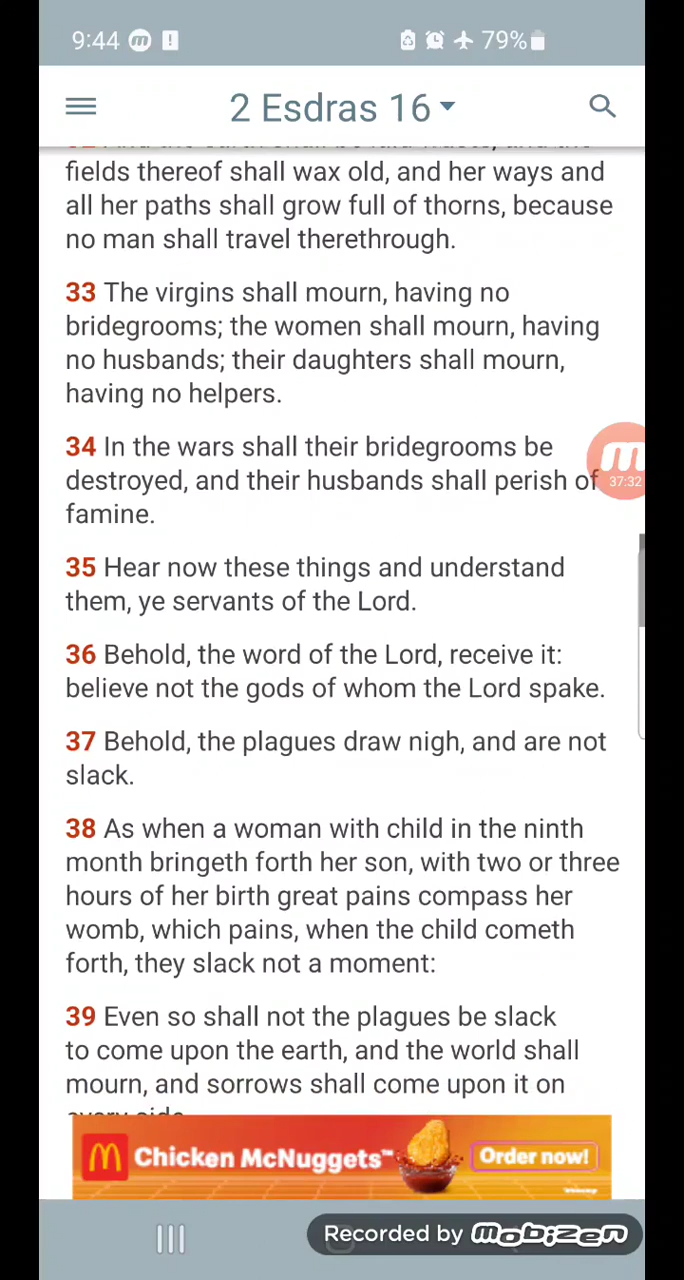 9:44
79%
2 Esdras 16
fields thereof shall wax old, and her ways and
all her paths shall grow full of thorns, because
no man shall travel therethrough.
33 The virgins shall mourn, having no
bridegrooms; the women shall mourn, having
no husbands; their daughters shall mourn,
having no helpers.
34 In the wars shall their bridegrooms be
destroyed, and their husbands shall perish of
famine.
37:32
35 Hear now these things and understand
them, ye servants of the Lord.
36 Behold, the word of the Lord, receive it:
believe not the gods of whom the Lord spake.
37 Behold, the plagues draw nigh, and are not
slack.
38 As when a woman with child in the ninth
month bringeth forth her son, with two or three
hours of her birth great pains compass her
womb, which pains, when the child cometh
forth, they slack not a moment:
39 Even so shall not the plagues be slack
to come upon the earth, and the world shall
mourn, and sorrows shall come upon it on
every side
Chicken McNuggets™
Order now!
Recorded by mobizen